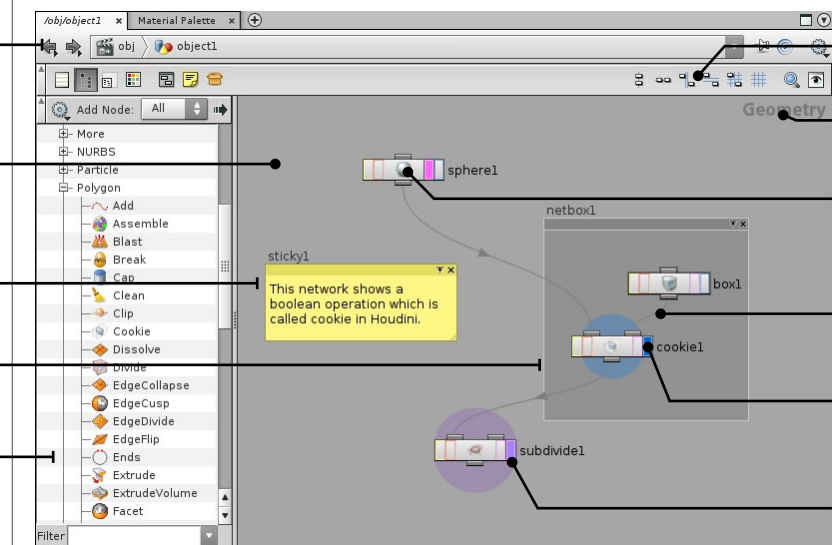 /obj/object1 × Material Palette ×
obj object1
Add Node: All
Geometry
More
NURBS
Particle
Polygon
Add
Assemble
Blast
Break
Cap
Clean
Clip
Cookie
Dissolve
Divide
EdgeCollapse
EdgeCusp
EdgeDivide
EdgeFlip
Ends
Extrude
ExtrudeVolume
Facet
Filter
sphere1
netbox1
sticky1
This network shows a
boolean operation which is
called cookie in Houdini.
box1
cookie1
subdivide1